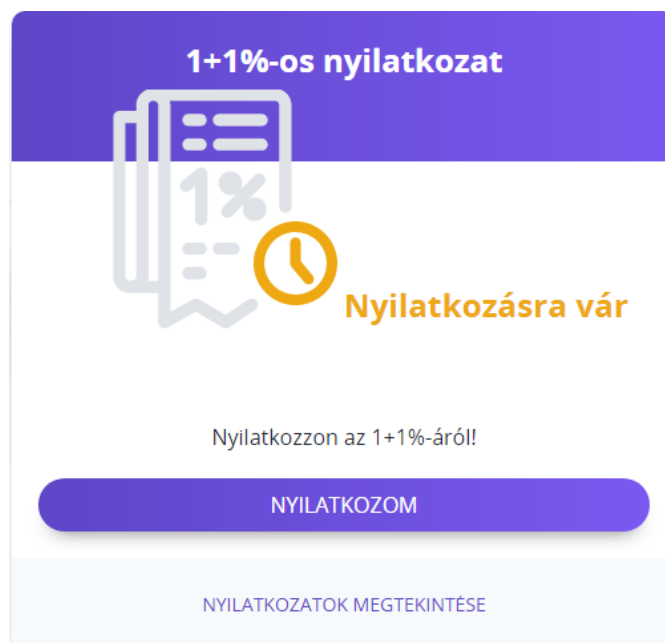 1+1%-os nyilatkozat
1%
Nyilatkozásra vár
Nyilatkozzon az 1+1%-áról!
NYILATKOZOM
NYILATKOZATOK MEGTEKINTÉSE